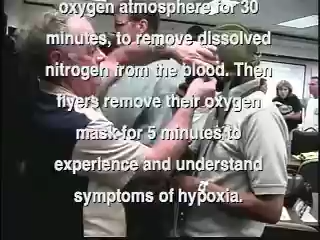 oxygen atmosphere for 30
minutes, to remove dissolved
nitrogen from the blood. Then
flyers remove their oxygen
mask for 5 minutes to
experience and understand
symptoms of hypoxia.